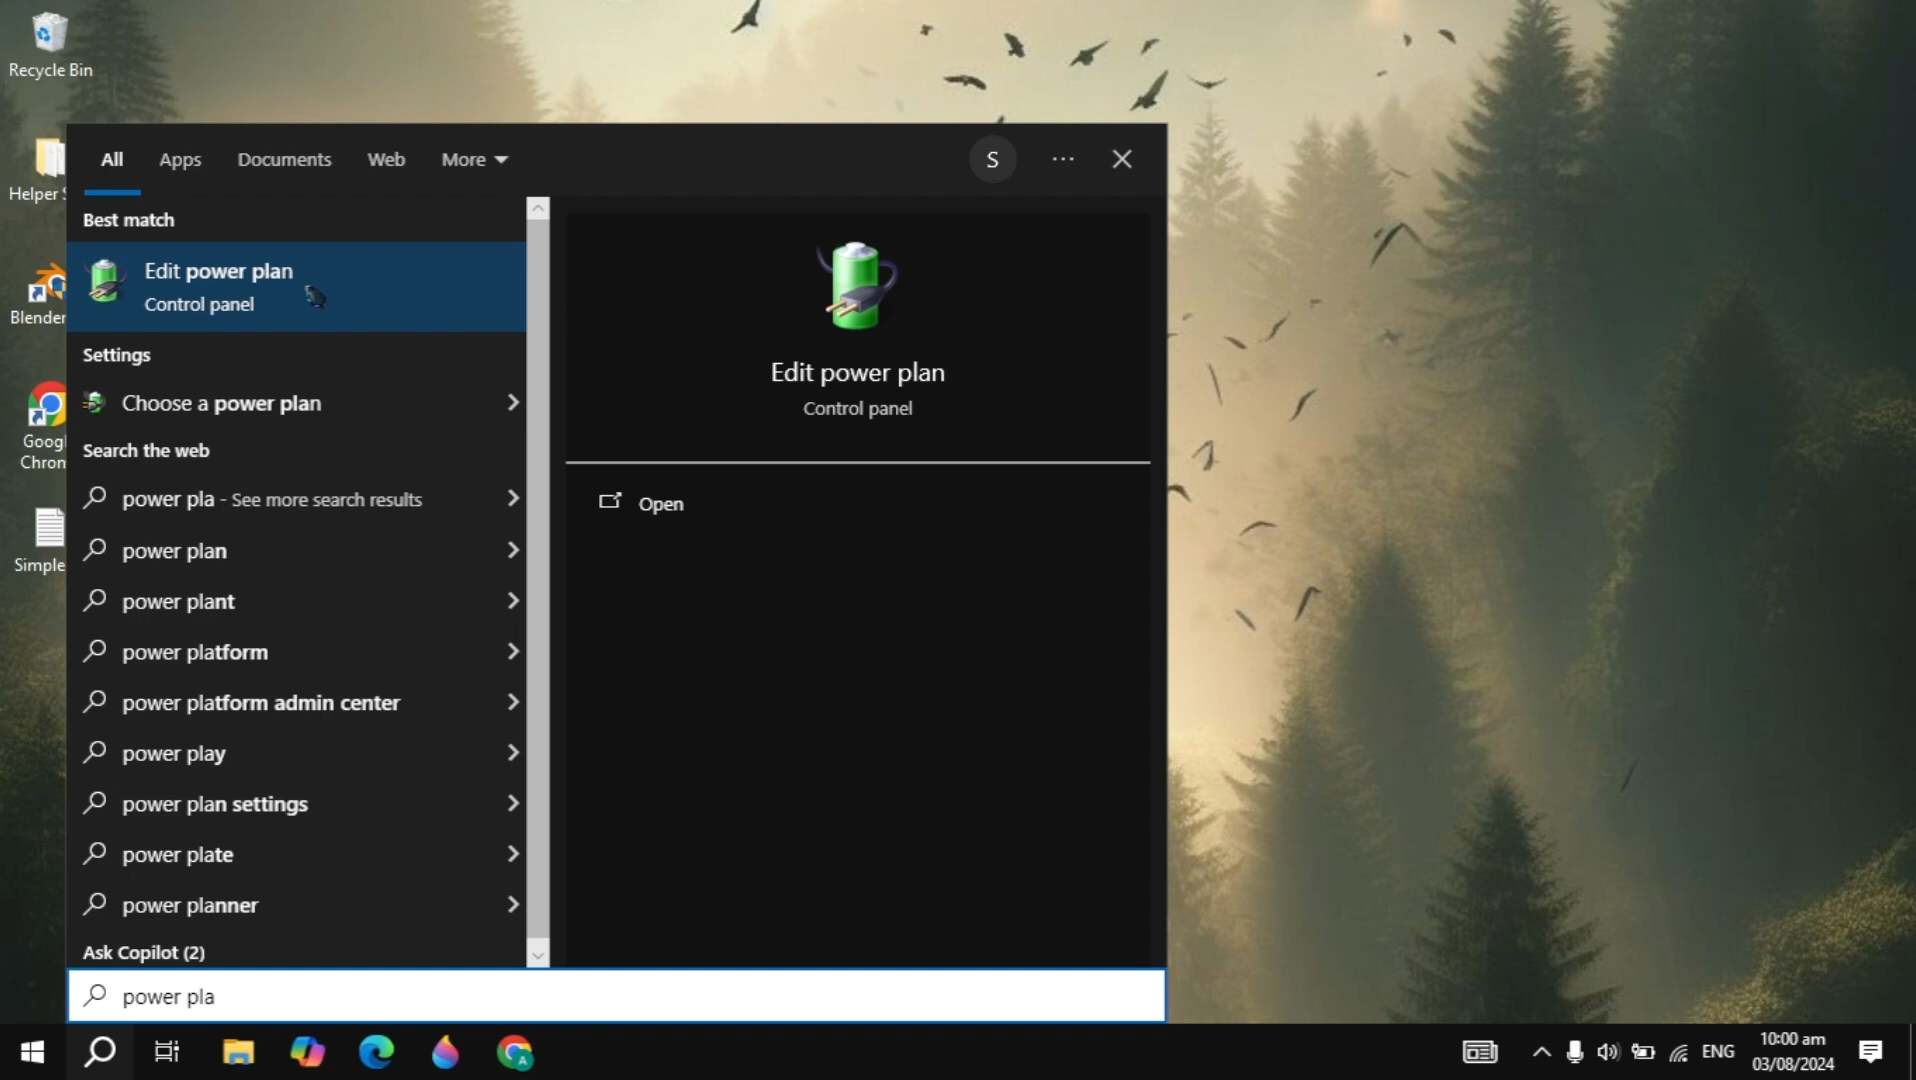 Recycle Bin
Helper S
Blender
Goog
Chrom
Simple
All Apps Documents Web More S
Best match
Edit power plan
Control panel
Settings
Choose a power plan
Search the web
power pla - See more search results
power plan
power plant
power platform
power platform admin center
power play
power plan settings
power plate
power planner
Ask Copilot (2)
power pla
Edit power plan
Control panel
Open
A
ENG
10:00 am
03/08/2024